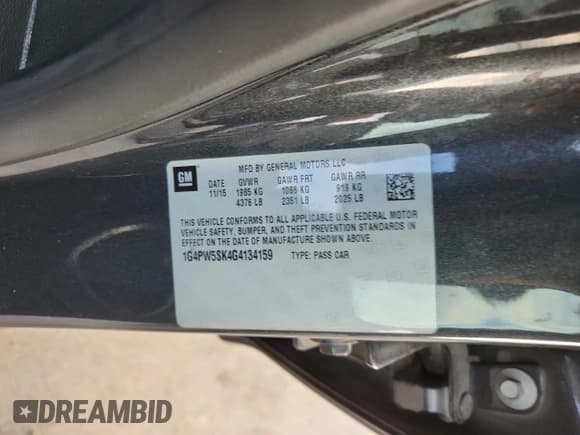 MFD BY GENERAL MOTORS LLC
GM
DATE GVWR GAWR FRT GAWR RR
11/15 1985 KG 1066 KG 919 KG
4376 LB 2351 LB 2025 LB
THIS VEHICLE CONFORMS TO ALL APPLICABLE U.S. FEDERAL MOTOR
VEHICLE SAFETY, BUMPER, AND THEFT PREVENTION STANDARDS IN
EFFECT ON THE DATE OF MANUFACTURE SHOWN ABOVE.
1G4PW5SK4G4134159 TYPE: PASS CAR
DREAMBID